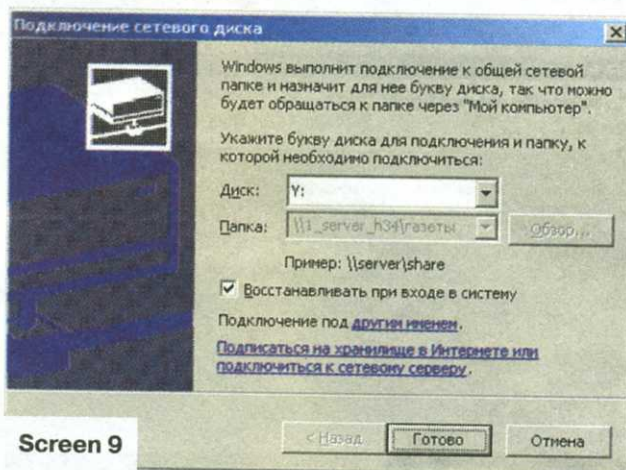 Подключение сетевого диска
Windows выполнит подключение к общей сетевой
папке и назначит для нее букву диска, так что можно
будет обращаться к папке через "Мой компьютер".
Укажите букву диска для подключения и папку, к
которой необходимо подключиться:
Диск: Y:
Папка: \\1_server_h34\газеты Обзор...
Пример: \\server\share
Восстанавливать при входе в систему
Подключение под другим именем.
Подписаться на хранилище в Интернете или
подключиться к сетевому серверу.
< Назад Готово Отмена
Screen 9